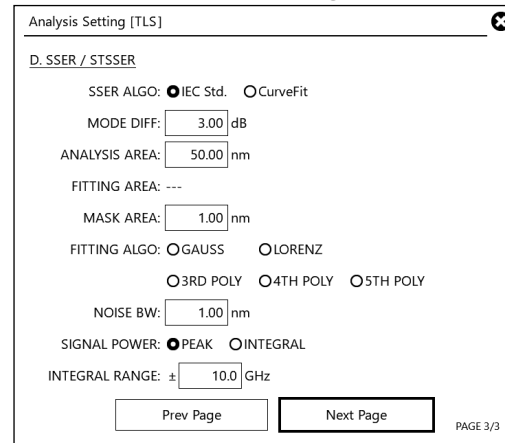 Analysis Setting [TLS]
D. SSER / STSSER
SSER ALGO: IEC Std. CurveFit
MODE DIFF: 3.00 dB
ANALYSIS AREA: 50.00 nm
FITTING AREA: ---
MASK AREA: 1.00 nm
FITTING ALGO: GAUSS LORENZ
3RD POLY 4TH POLY 5TH POLY
NOISE BW: 1.00 nm
SIGNAL POWER: PEAK INTEGRAL
INTEGRAL RANGE: ± 10.0 GHz
Prev Page Next Page
PAGE 3/3